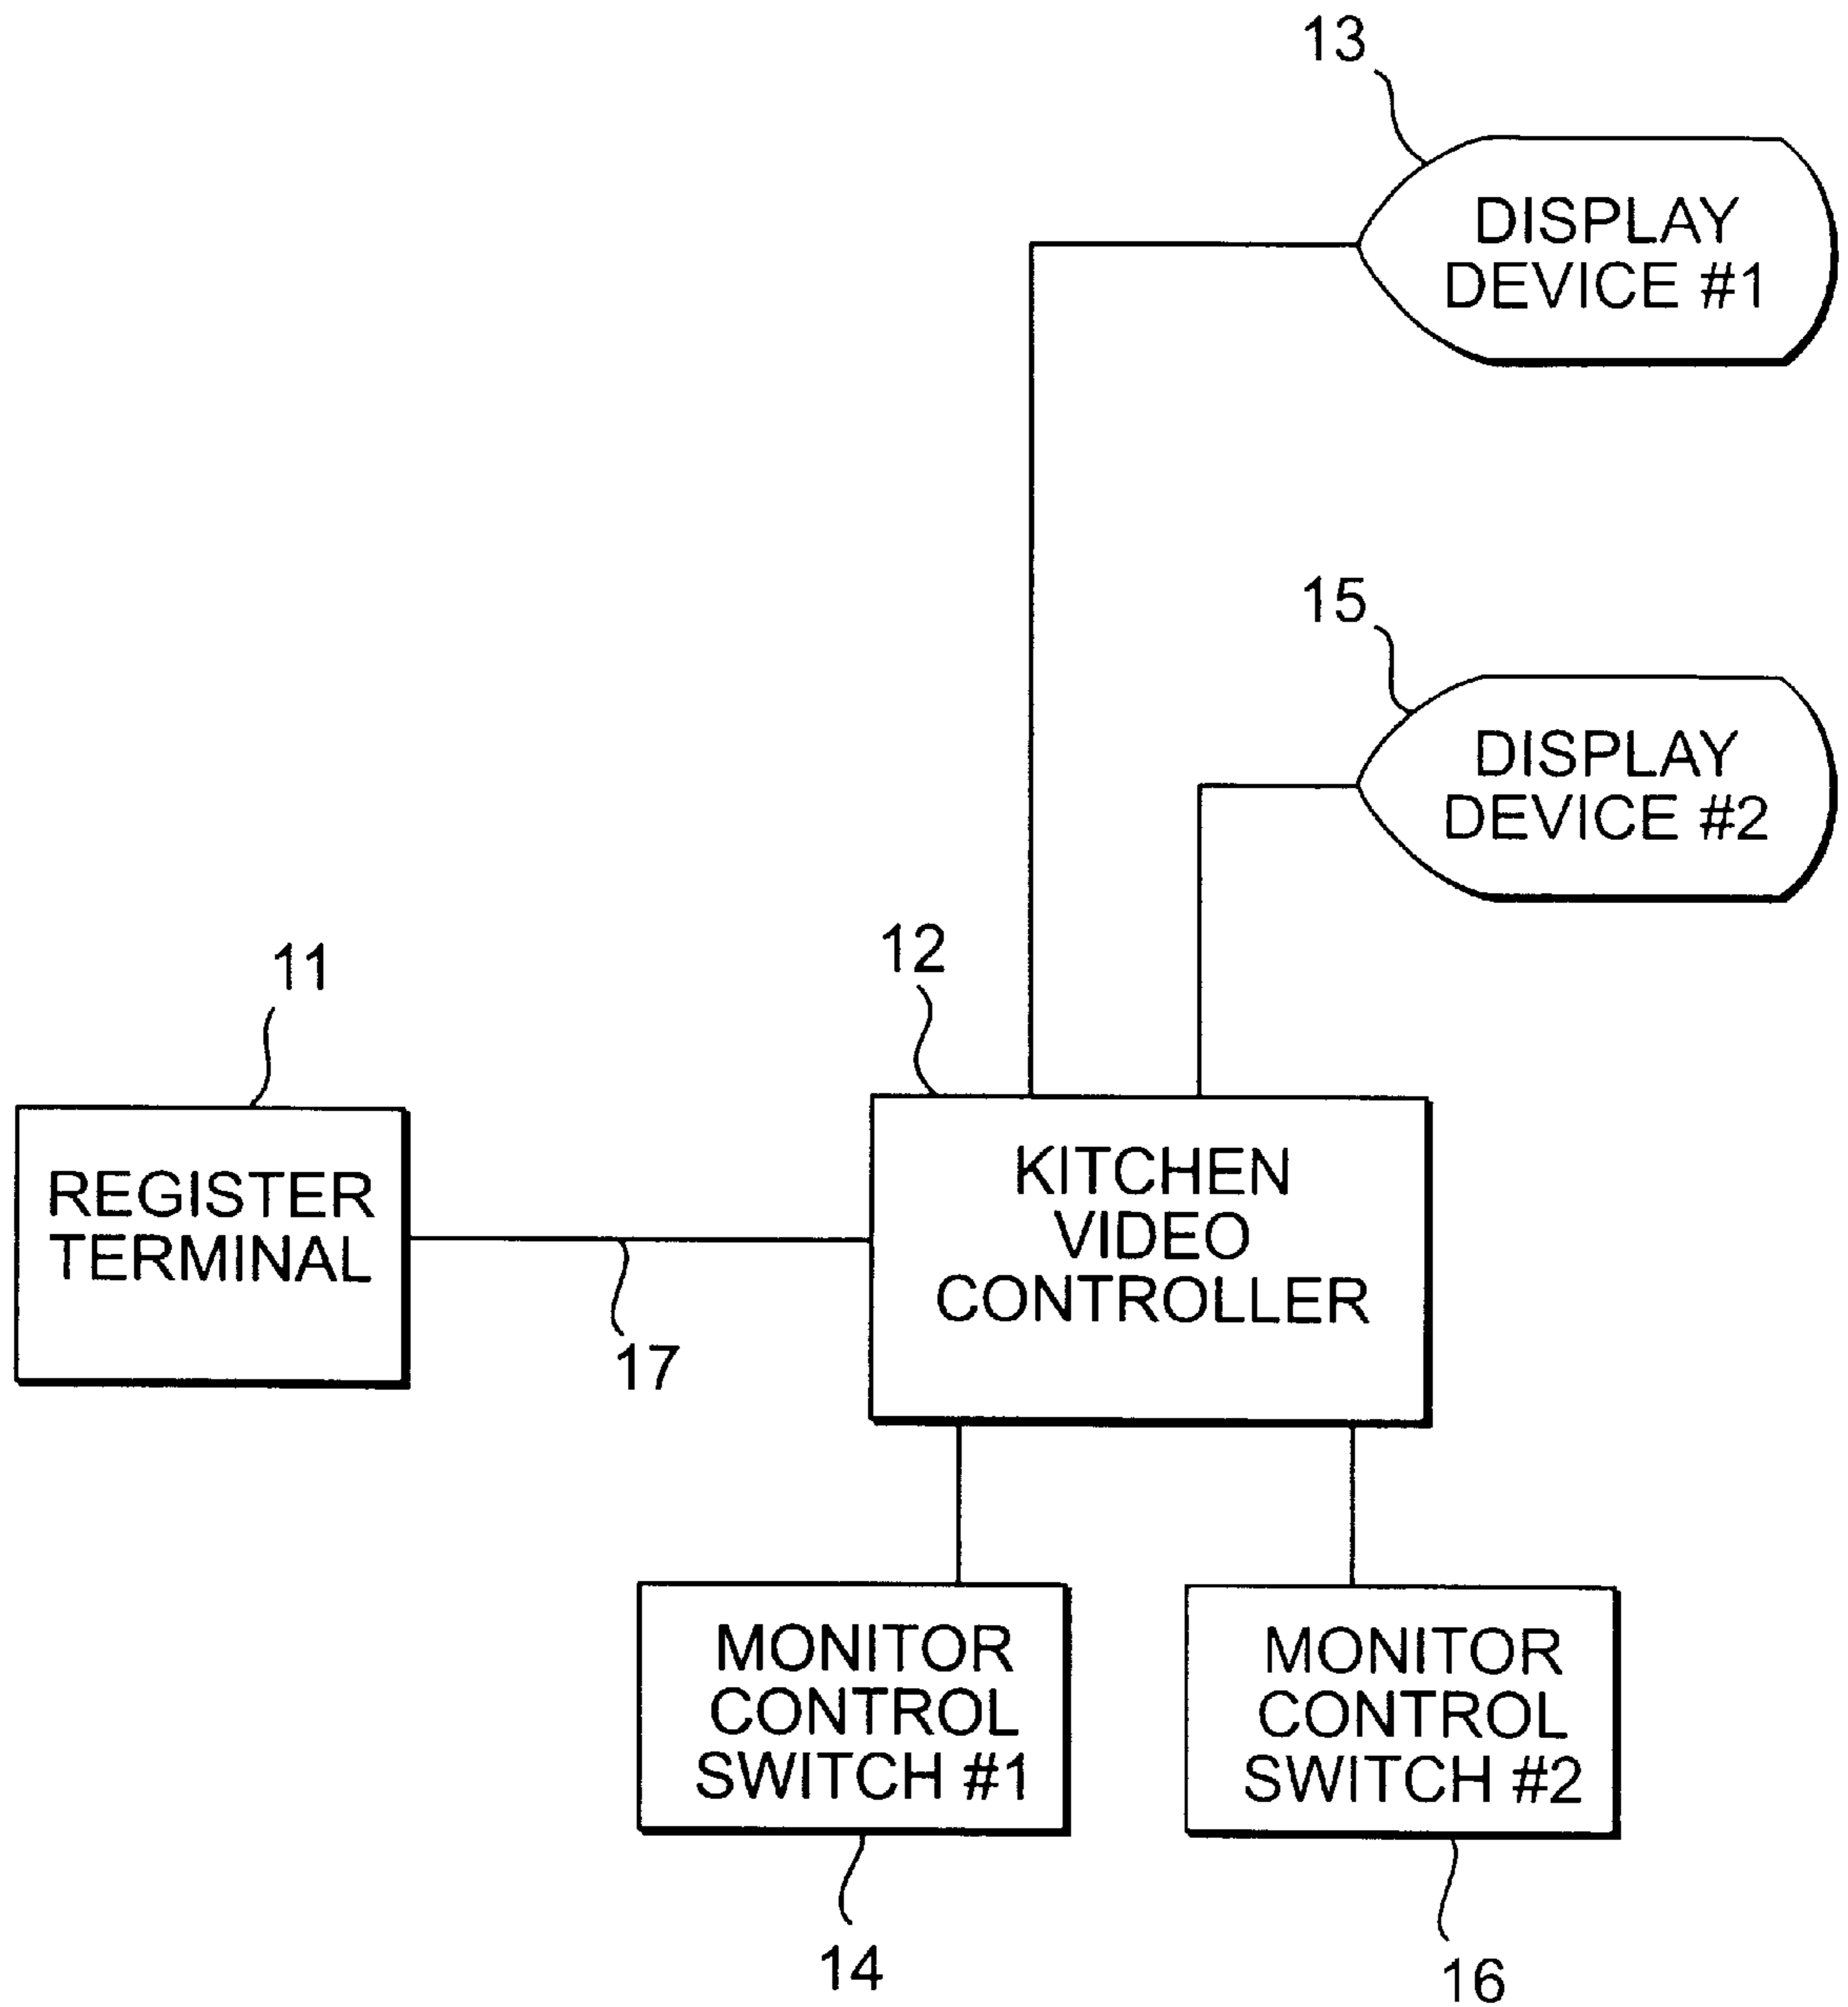 13
DISPLAY
DEVICE #1
15
DISPLAY
DEVICE #2
11
12
REGISTER
TERMINAL
KITCHEN
VIDEO
CONTROLLER
17
MONITOR
CONTROL
SWITCH #1
MONITOR
CONTROL
SWITCH #2
14
16